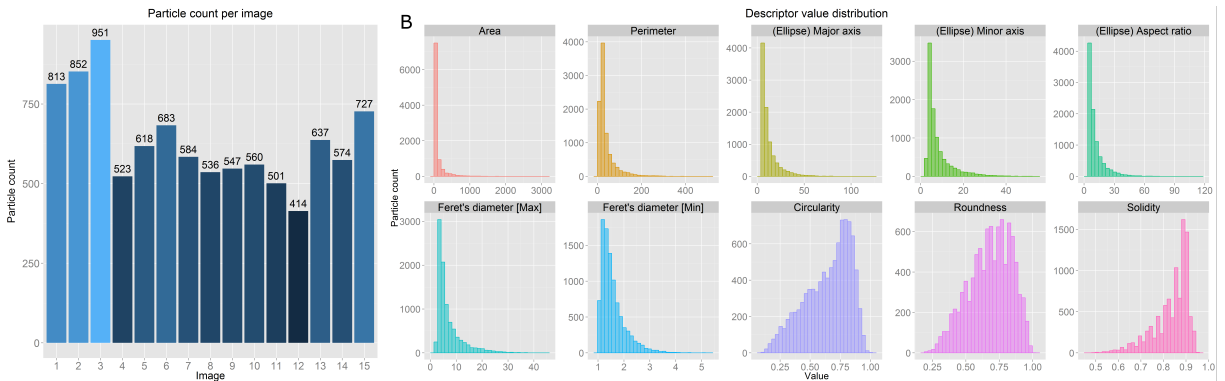 Particle count per image
Particle count
750
500
250
0
813
852
951
523
618
683
584
536
547
560
501
414
637
574
727
1 2 3 4 5 6 7 8 9 10 11 12 13 14 15
Image
B
Descriptor value distribution
Particle count
Area
6000
4000
2000
0
0 1000 2000 3000
Perimeter
4000
3000
2000
1000
0
0 200 400
(Ellipse) Major axis
4000
3000
2000
1000
0
0 50 100
(Ellipse) Minor axis
3000
2000
1000
0
0 20 40
(Ellipse) Aspect ratio
4000
3000
2000
1000
0
0 30 60 90 120
Feret's diameter [Max]
3000
2000
1000
0
0 10 20 30 40
Feret's diameter [Min]
1500
1000
500
0
1 2 3 4 5
Circularity
600
400
200
0
0.25 0.50 0.75 1.00
Roundness
600
400
200
0
0.25 0.50 0.75 1.00
Solidity
1500
1000
500
0
0.5 0.6 0.7 0.8 0.9 1.0
Value